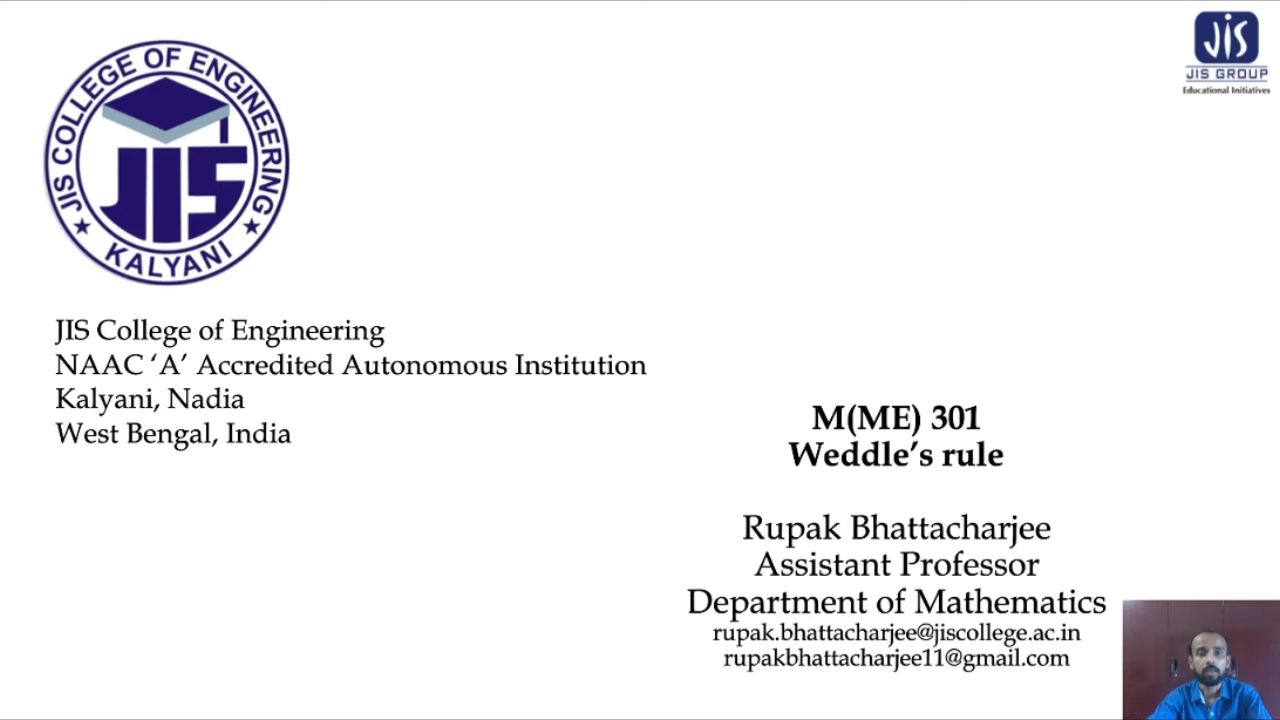 JIS COLLEGE OF ENGINEERING
JIS
KALYANI
JIS
JIS GROUP
Educational Initiatives
JIS College of Engineering
NAAC ‘A’ Accredited Autonomous Institution
Kalyani, Nadia
West Bengal, India
M(ME) 301
Weddle’s rule
Rupak Bhattacharjee
Assistant Professor
Department of Mathematics
rupak.bhattacharjee@jiscollege.ac.in
rupakbhattacharjee11@gmail.com